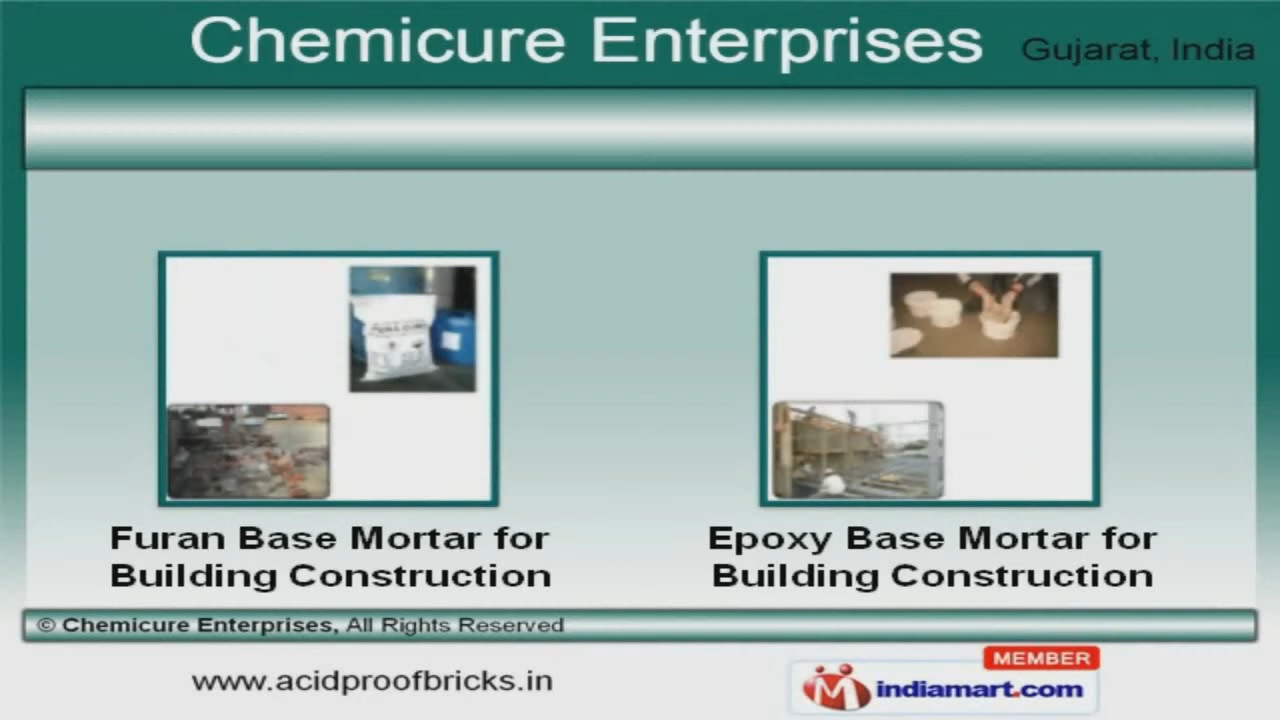 Chemicure Enterprises Gujarat, India
Furan Base Mortar for
Building Construction
Epoxy Base Mortar for
Building Construction
© Chemicure Enterprises, All Rights Reserved
www.acidproofbricks.in
MEMBER
indiamart.com